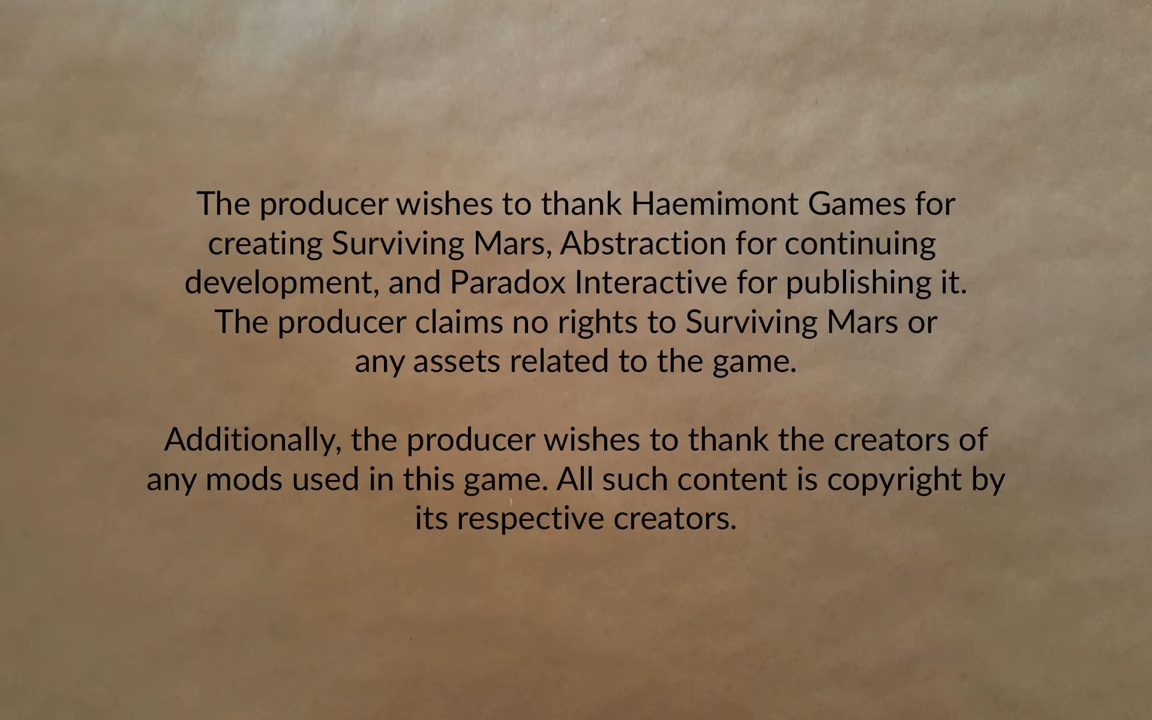 The producer wishes to thank Haemimont Games for
creating Surviving Mars, Abstraction for continuing
development, and Paradox Interactive for publishing it.
The producer claims no rights to Surviving Mars or
any assets related to the game.
Additionally, the producer wishes to thank the creators of
any mods used in this game. All such content is copyright by
its respective creators.